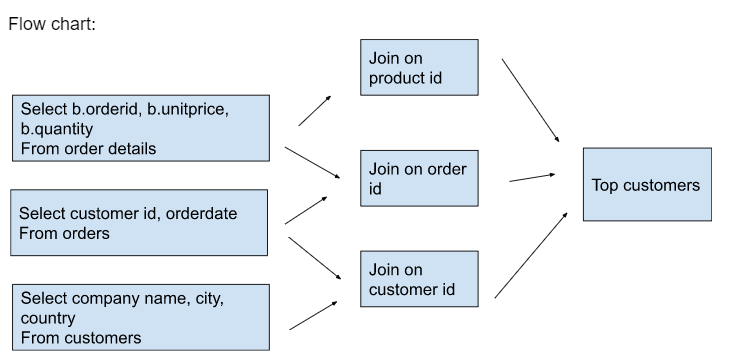 Flow chart:
Join on
product id
Select b.orderid, b.unitprice,
b.quantity
From order details
Join on order
id
Top customers
Select customer id, orderdate
From orders
Join on
customer id
Select company name, city,
country
From customers